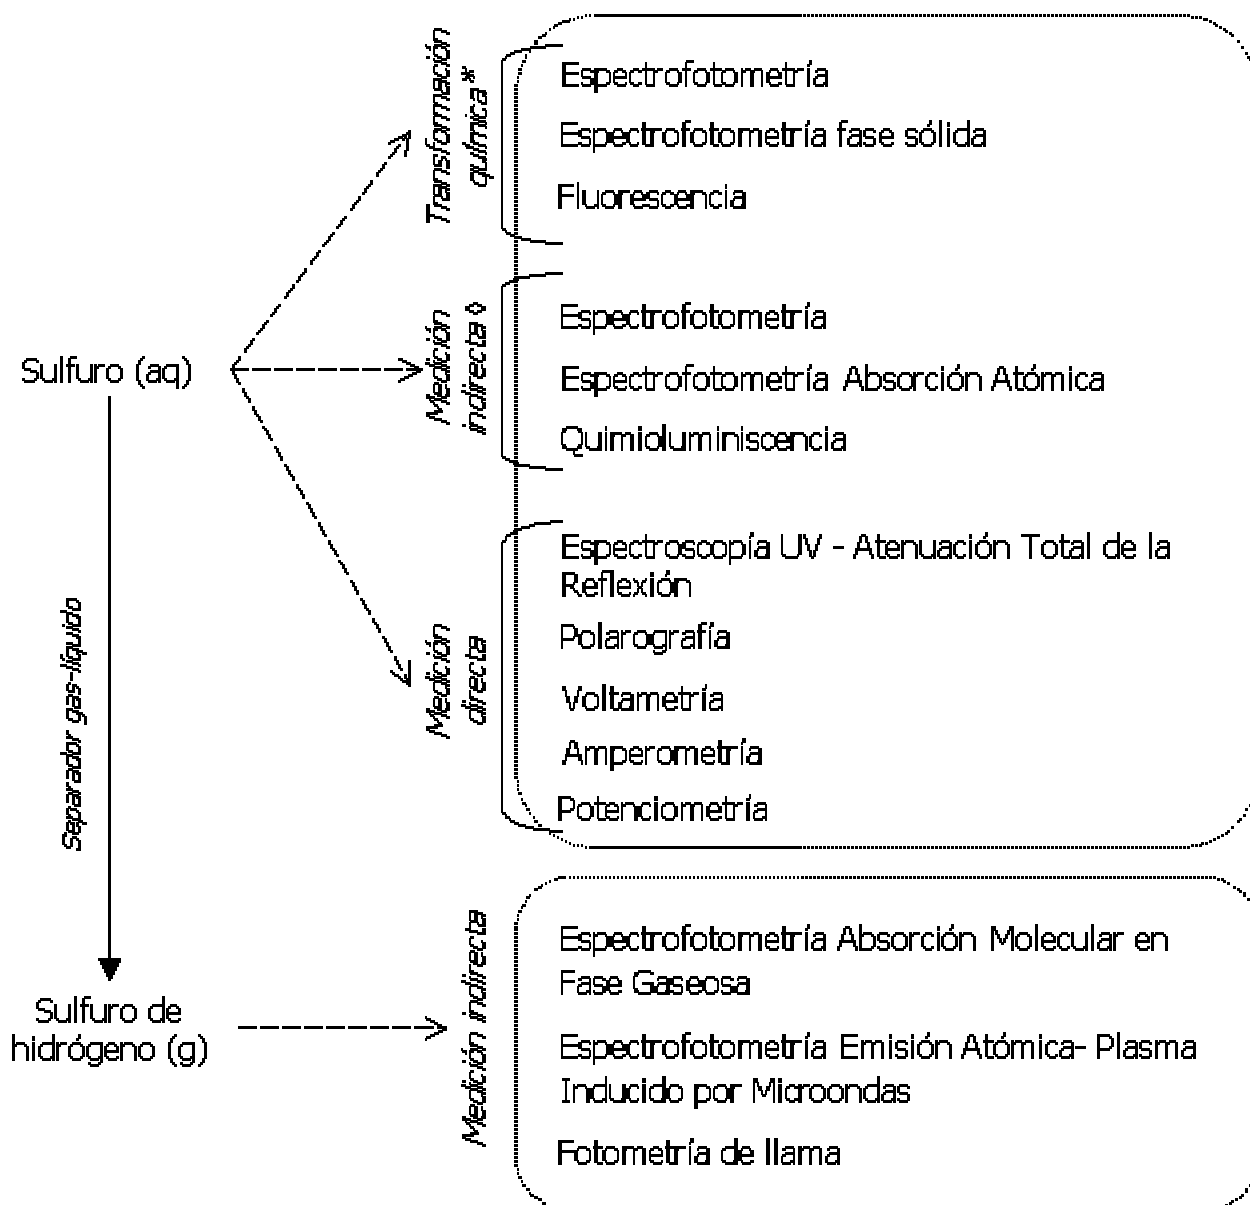 Transformación
química*
Espectrofotometría
Espectrofotometría fase sólida
Fluorescencia
Sulfuro (aq)
Medición
indirecta ◊
Espectrofotometría
Espectrofotometría Absorción Atómica
Quimioluminiscencia
Medición
directa
Espectroscopía UV - Atenuación Total de la
Reflexión
Polarografía
Voltametría
Amperometría
Potenciometría
Separador gas-líquido
Sulfuro de
hidrógeno (g)
Medición indirecta
Espectrofotometría Absorción Molecular en
Fase Gaseosa
Espectrofotometría Emisión Atómica- Plasma
Inducido por Microondas
Fotometría de llama